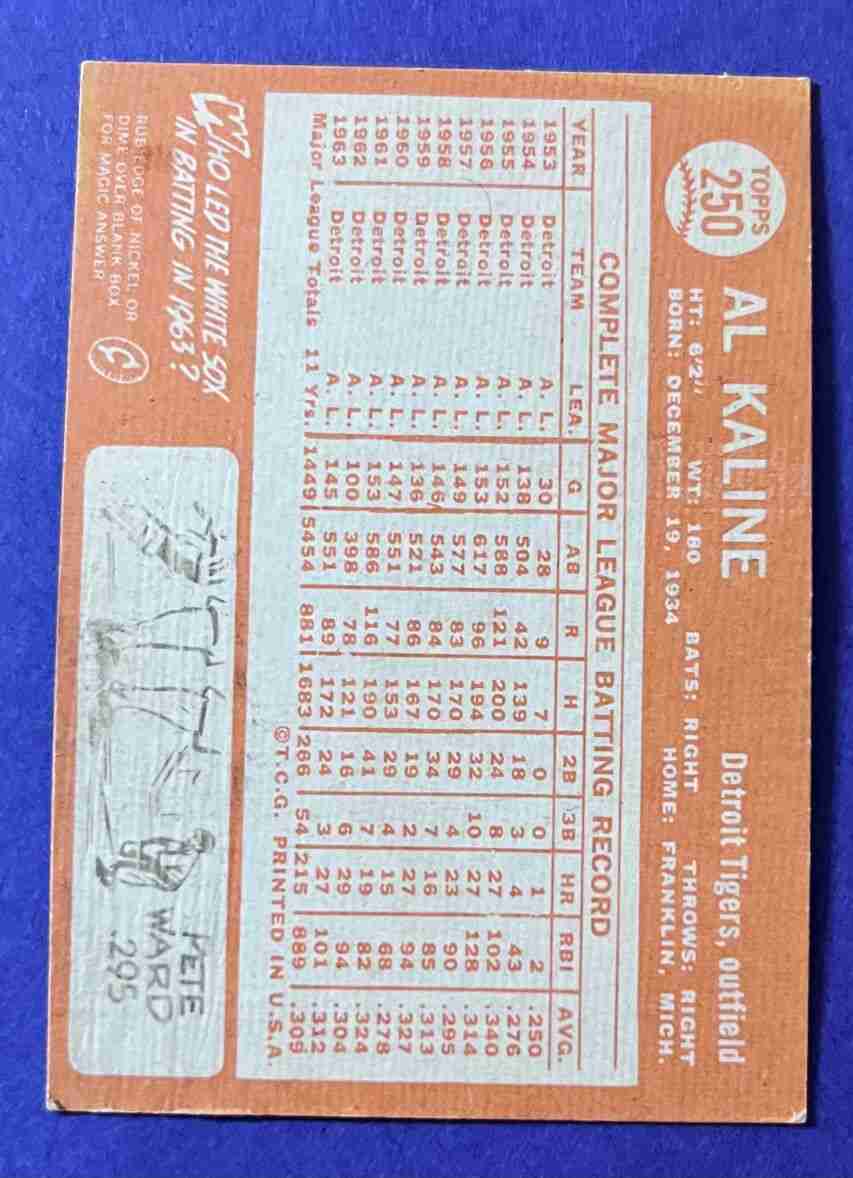 TOPPS
250
AL KALINE
Detroit Tigers, outfield
HT: 6'2" WT: 180 BATS: RIGHT THROWS: RIGHT
BORN: DECEMBER 19, 1934 HOME: FRANKLIN, MICH.
COMPLETE MAJOR LEAGUE BATTING RECORD
YEAR TEAM LEA. G AB R H 2B 3B HR RBI AVG.
1953 Detroit A. L. 30 28 9 7 0 0 1 2 .250
1954 Detroit A. L. 138 504 42 139 18 3 4 43 .276
1955 Detroit A. L. 152 588 121 200 24 8 27 102 .340
1956 Detroit A. L. 153 617 96 194 32 10 27 128 .314
1957 Detroit A. L. 149 577 83 170 29 4 23 90 .295
1958 Detroit A. L. 146 543 84 170 34 7 16 85 .313
1959 Detroit A. L. 136 521 86 167 19 2 27 94 .327
1960 Detroit A. L. 147 551 77 153 29 4 15 68 .278
1961 Detroit A. L. 153 586 116 190 41 7 19 82 .324
1962 Detroit A. L. 100 398 78 121 16 6 29 94 .304
1963 Detroit A. L. 145 551 89 172 24 3 27 101 .312
Major League Totals 11 Yrs. 1449 5454 881 1683 286 54 215 889 .309
©T.C.G. PRINTED IN U.S.A.
WHO LED THE WHITE SOX
IN BATTING IN 1963?
RUB EDGE OF NICKEL OR
DIME OVER BLANK BOX
FOR MAGIC ANSWER
PETE
WARD
.295